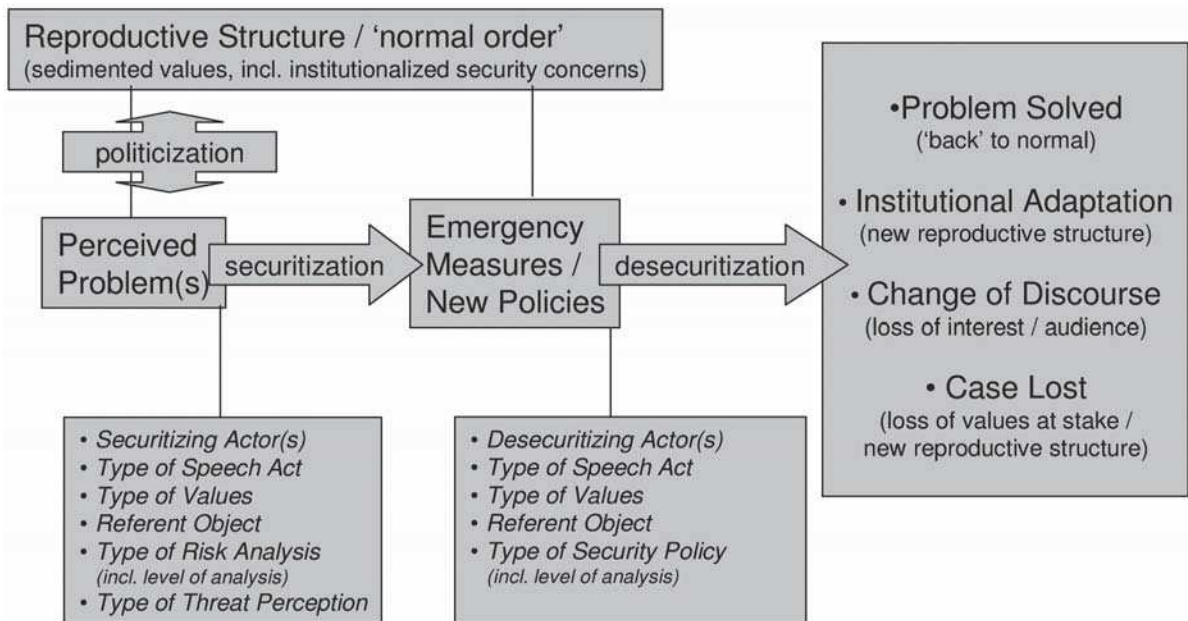 Reproductive Structure / ‘normal order’
(sedimented values, incl. institutionalized security concerns)
politicization
Perceived
Problem(s)
securitization
Emergency
Measures /
New Policies
desecuritization
•Problem Solved
(‘back’ to normal)
• Institutional Adaptation
(new reproductive structure)
• Change of Discourse
(loss of interest / audience)
• Case Lost
(loss of values at stake /
new reproductive structure)
• Securitizing Actor(s)
• Type of Speech Act
• Type of Values
• Referent Object
• Type of Risk Analysis
(incl. level of analysis)
• Type of Threat Perception
• Desecuritizing Actor(s)
• Type of Speech Act
• Type of Values
• Referent Object
• Type of Security Policy
(incl. level of analysis)